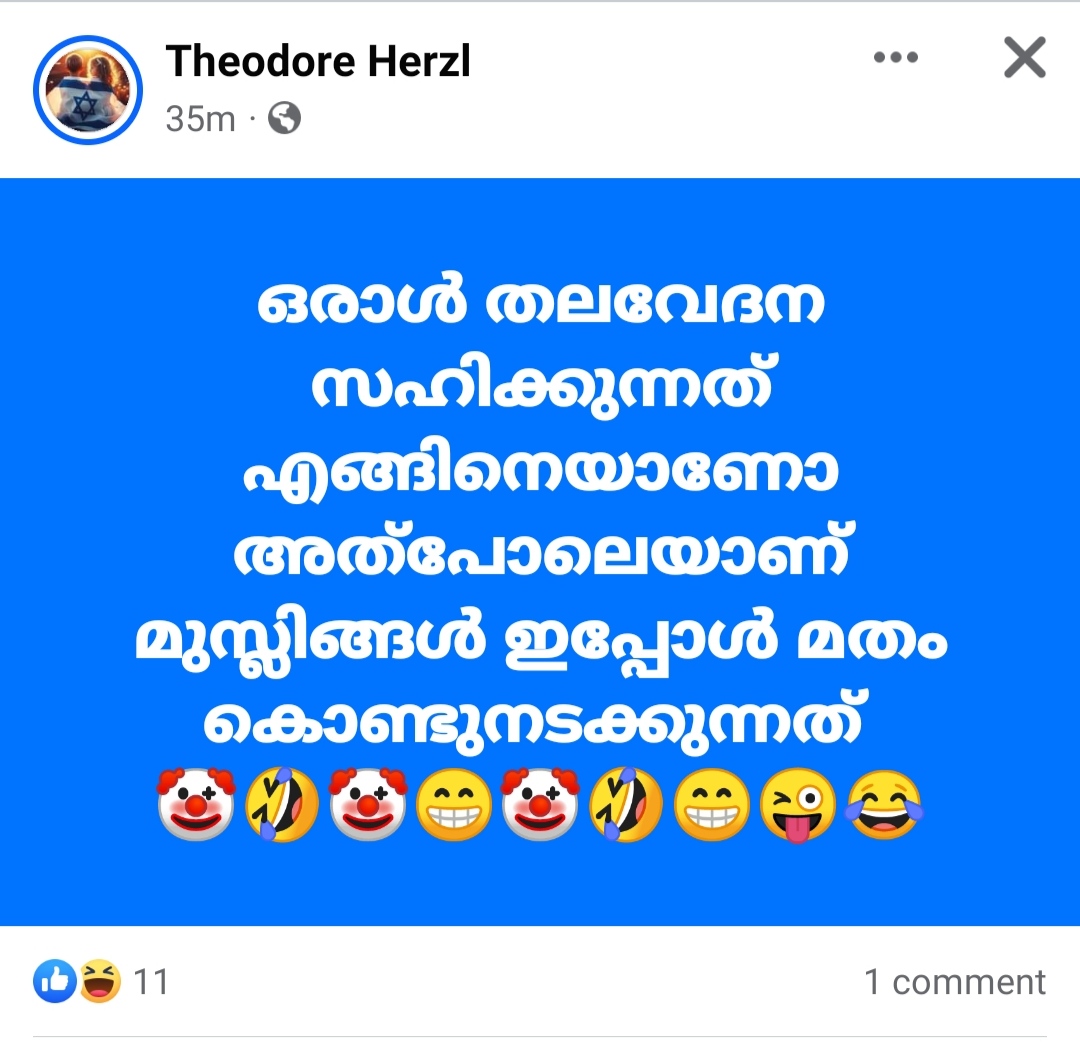 Theodore Herzl
35m ·
ഒരാൾ തലവേദന
സഹിക്കുന്നത്
എങ്ങിനെയാണോ
അത്പോലെയാണ്
മുസ്ലിങ്ങൾ ഇപ്പോൾ മതം
കൊണ്ടുനടക്കുന്നത്
🤡🤣🤡😁🤡🤣😁😜😂
11
1 comment